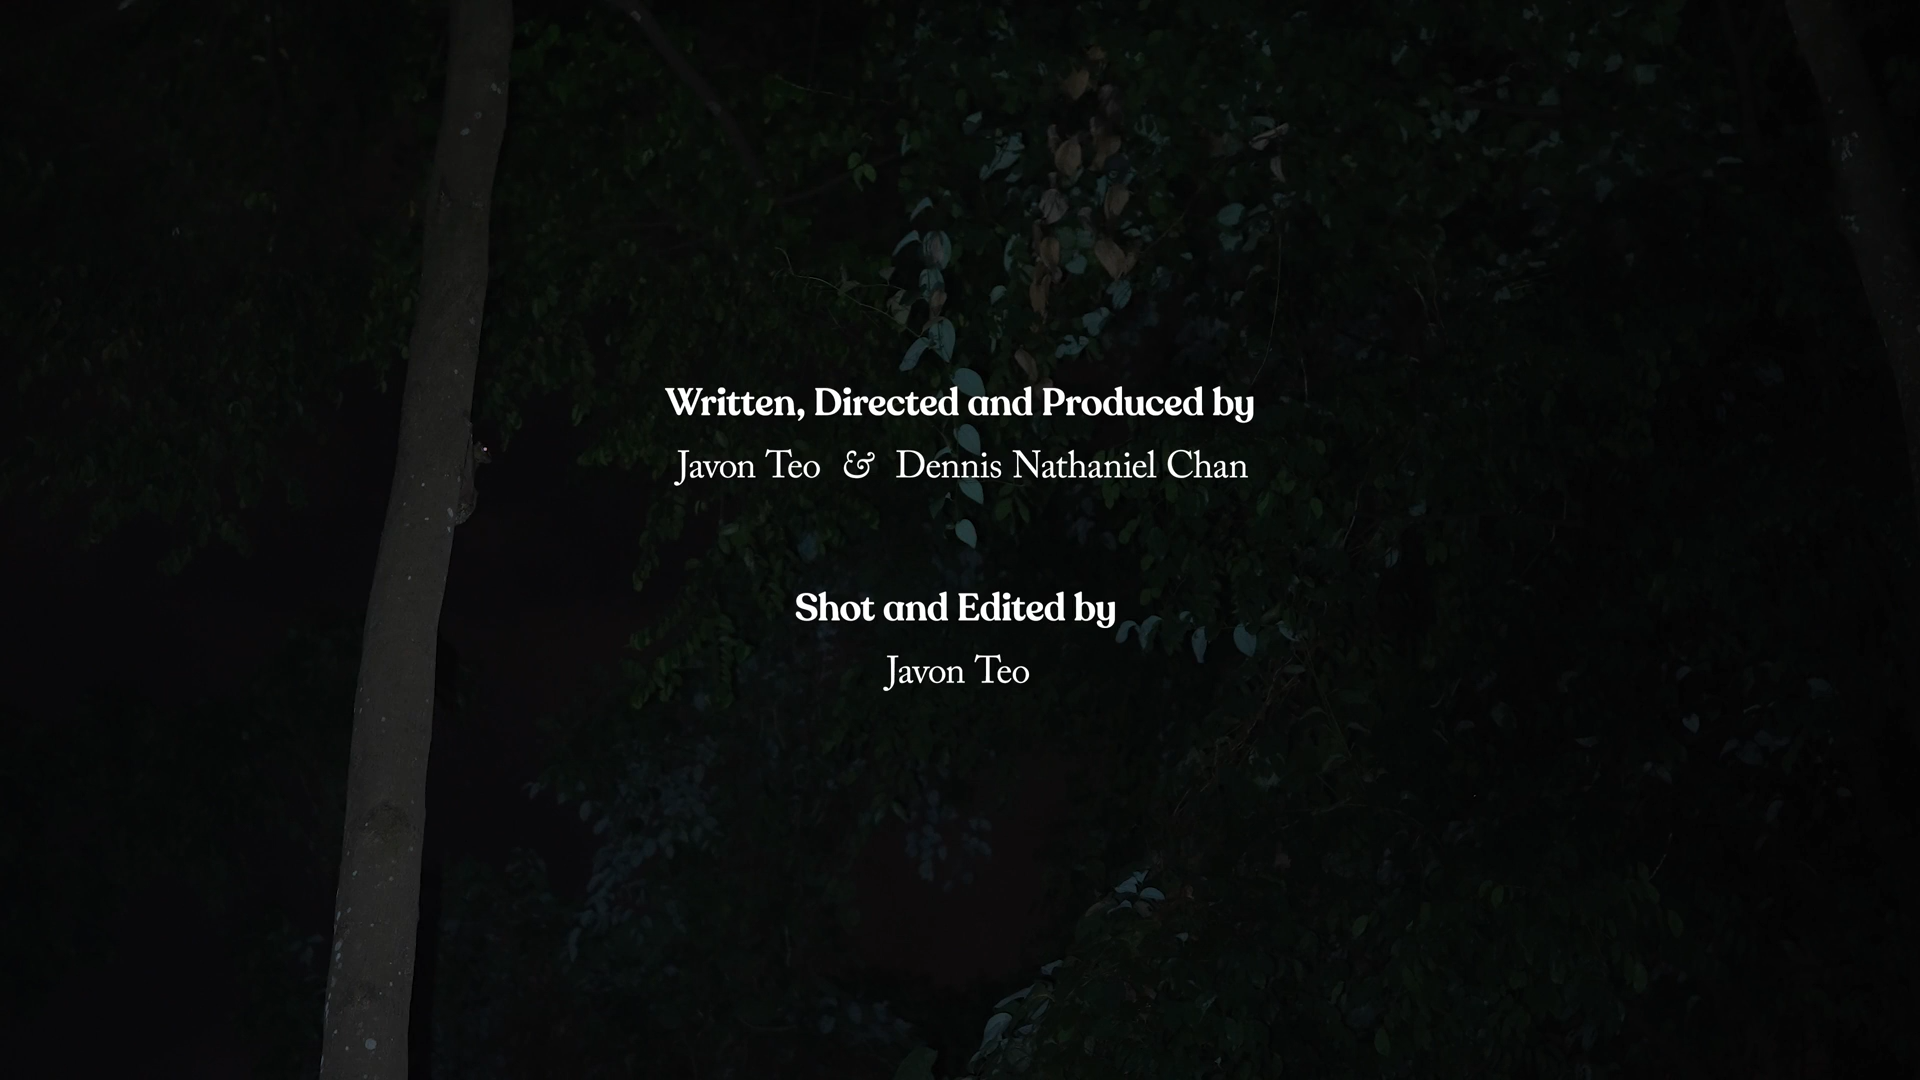 Written, Directed and Produced by
Javon Teo & Dennis Nathaniel Chan
Shot and Edited by
Javon Teo